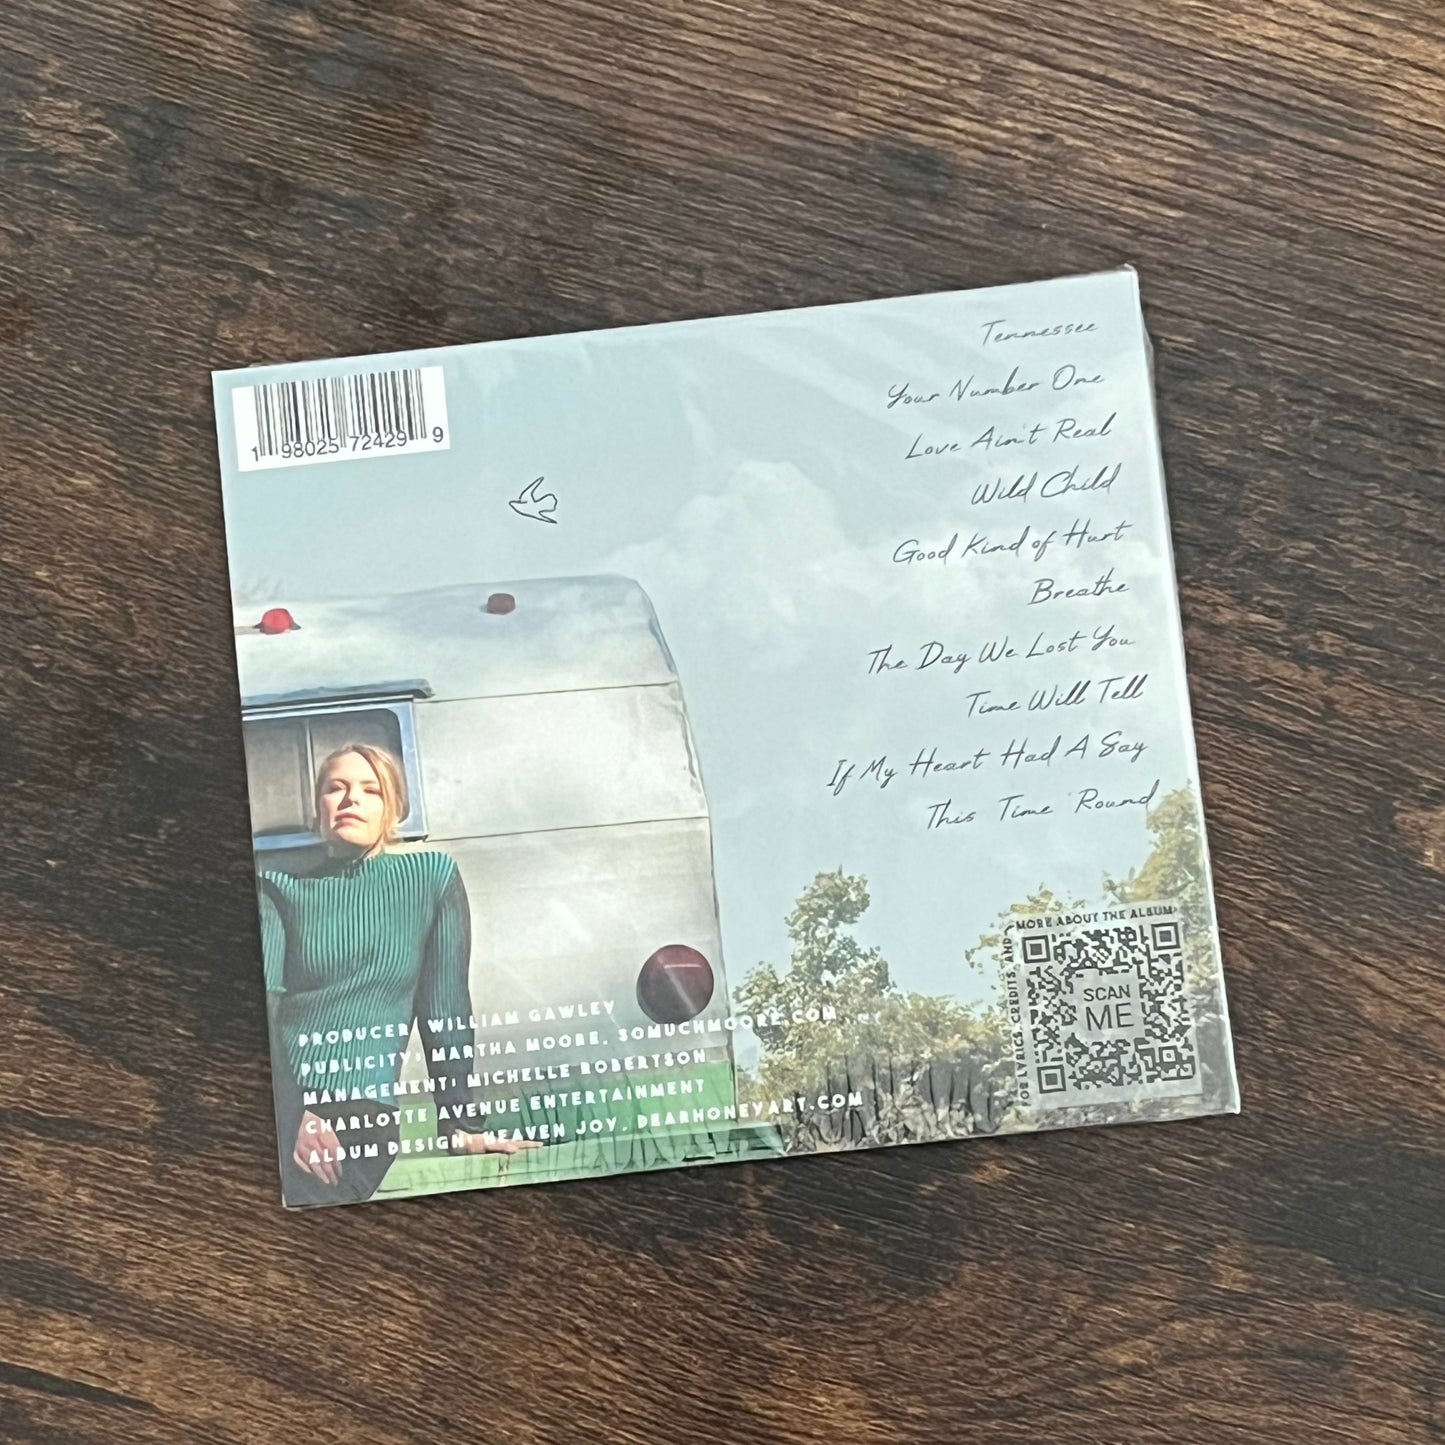 1 98025 72429 9
Tennessee
Your Number One
Love Ain't Real
Wild Child
Good Kind of Hurt
Breathe
The Day We Lost You
Time Will Tell
If My Heart Had A Say
This Time 'Round
PRODUCER: WILLIAM GAWLEY
PUBLICITY: MARTHA MOORE, SOMUCHMOORE.COM
MANAGEMENT: MICHELLE ROBERTSON
CHARLOTTE AVENUE ENTERTAINMENT
ALBUM DESIGN: HEAVEN JOY, DEARHONEYART.COM
FOR LYRICS, CREDITS, AND
MORE ABOUT THE ALBUM
SCAN
ME